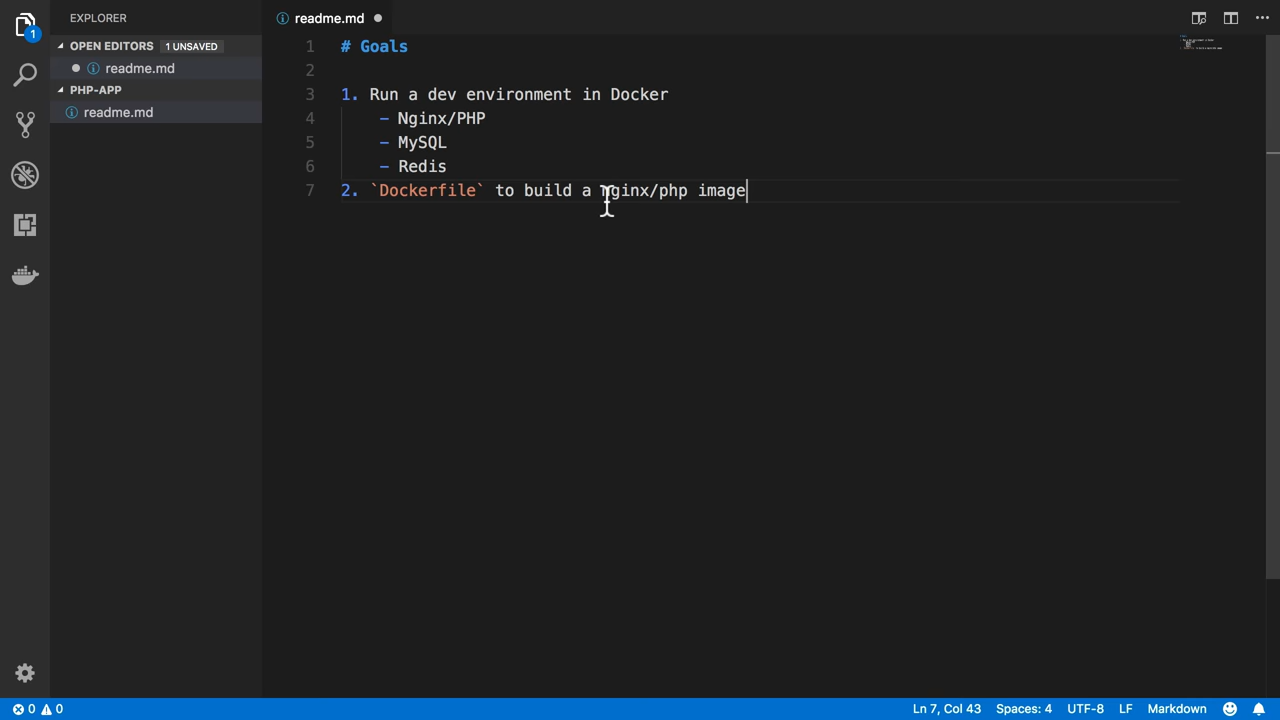 EXPLORER
OPEN EDITORS 1 UNSAVED
readme.md
PHP-APP
readme.md
1
readme.md
1 # Goals
2
3 1. Run a dev environment in Docker
4 - Nginx/PHP
5 - MySQL
6 - Redis
7 2. `Dockerfile` to build a nginx/php image
0 0
Ln 7, Col 43 Spaces: 4 UTF-8 LF Markdown